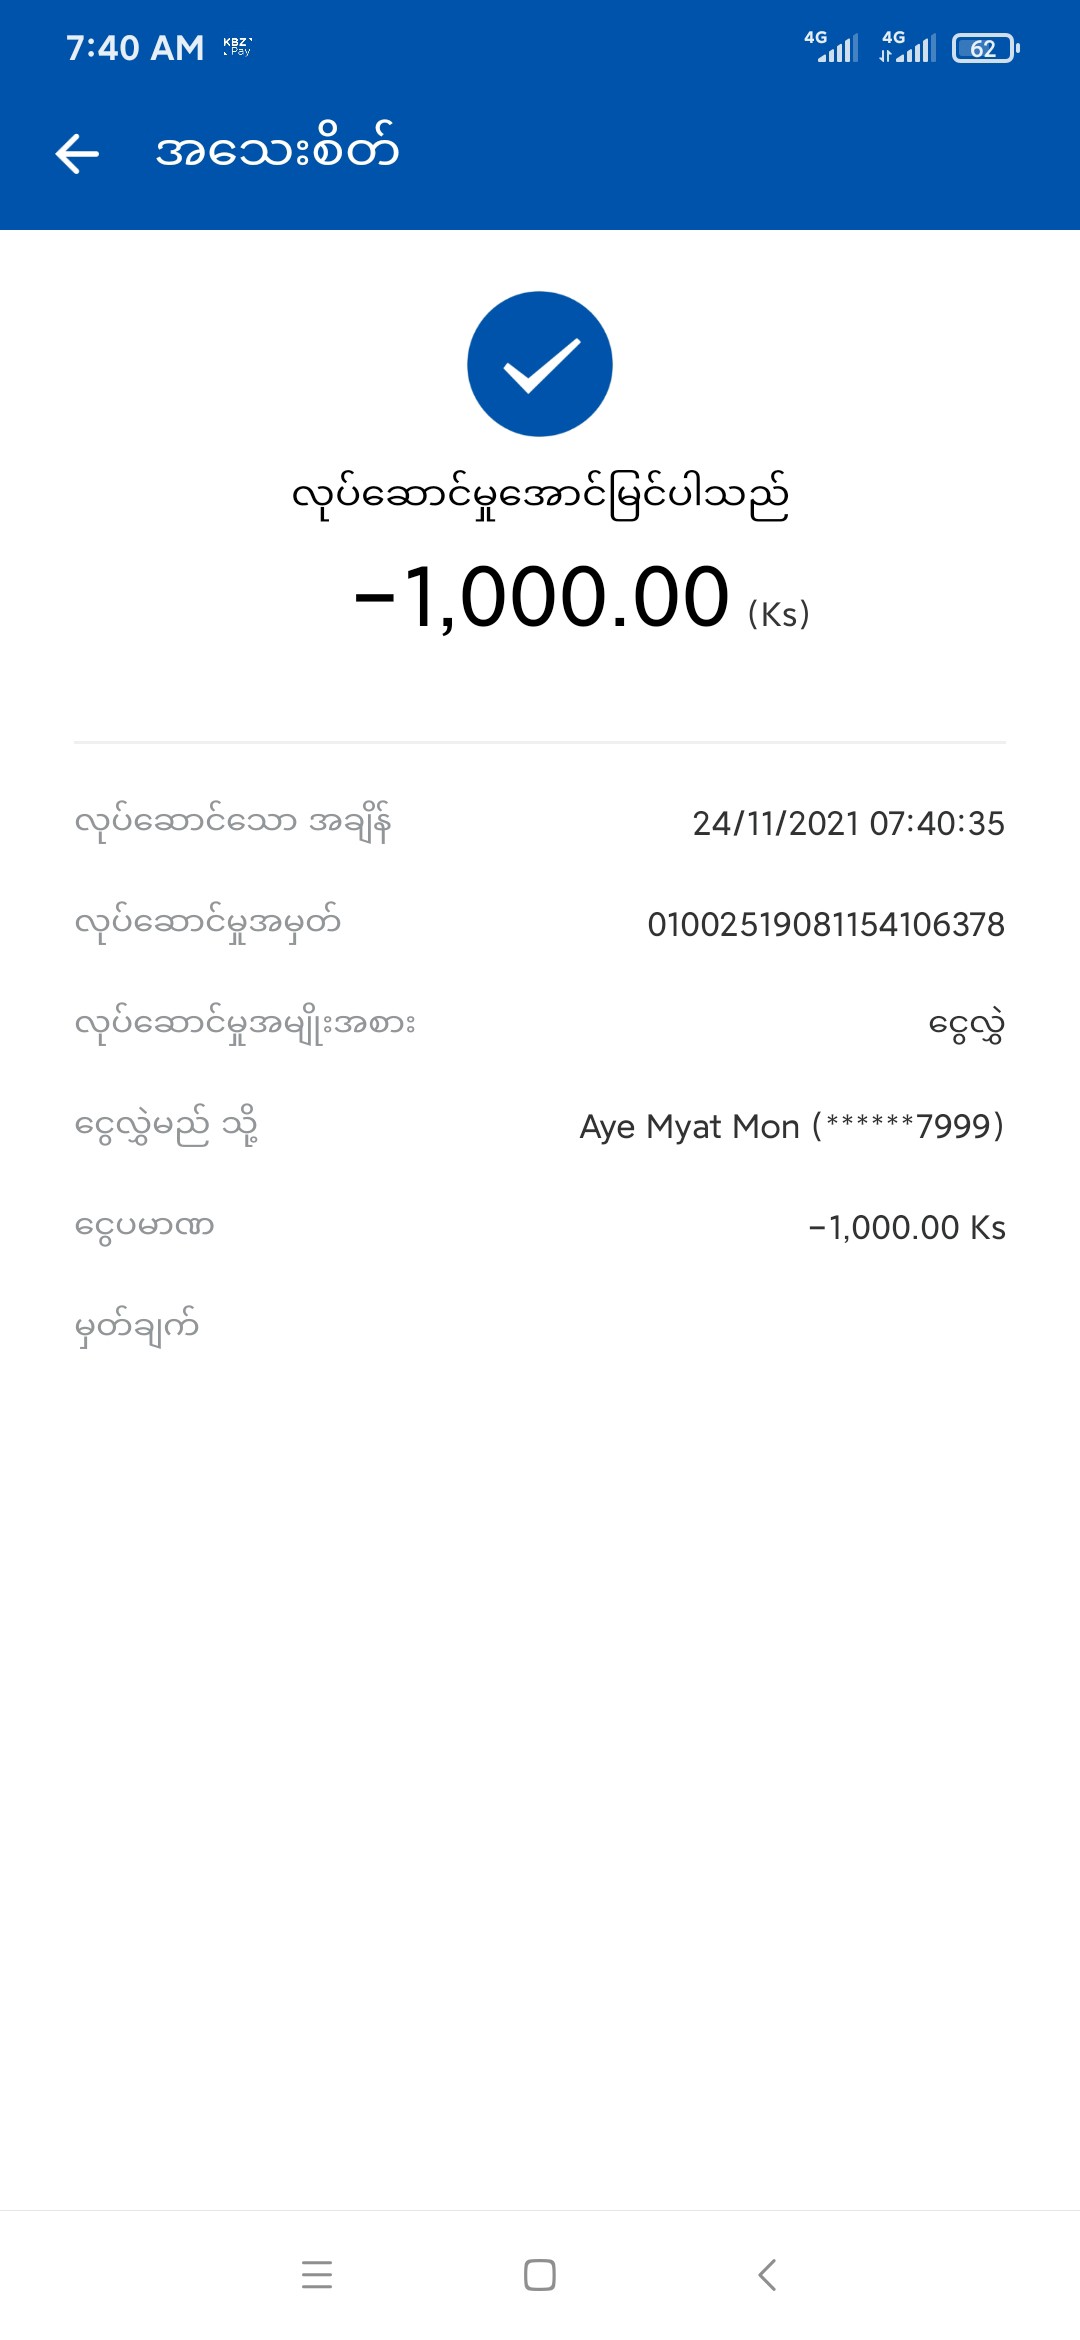 7:40 AM KBZ Pay 4G 4G 62
အသေးစိတ်
လုပ်ဆောင်မှုအောင်မြင်ပါသည်
-1,000.00 (Ks)
လုပ်ဆောင်သော အချိန် 24/11/2021 07:40:35
လုပ်ဆောင်မှုအမှတ် 01002519081154106378
လုပ်ဆောင်မှုအမျိုးအစား ငွေလွှဲ
ငွေလွှဲမည် သို့ Aye Myat Mon (******7999)
ငွေပမာဏ -1,000.00 Ks
မှတ်ချက်